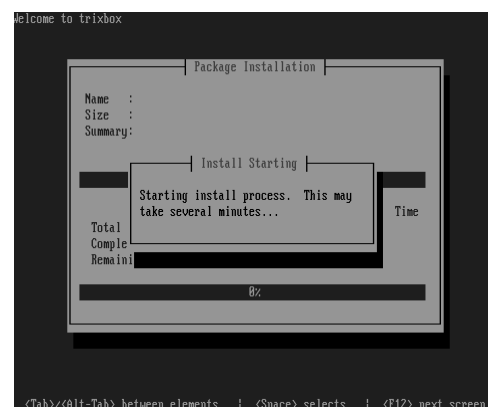 Welcome to trixbox
Package Installation
Name :
Size :
Summary:
Install Starting
Starting install process. This may
take several minutes...
Time
Total
Comple
Remaini
0%
<Tab>/<Alt-Tab> between elements | <Space> selects | <F12> next screen